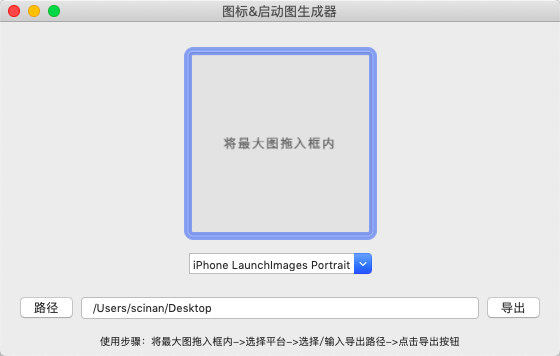 图标&启动图生成器
将最大图拖入框内
iPhone LaunchImages Portrait
路径 /Users/scinan/Desktop 导出
使用步骤：将最大图拖入框内->选择平台->选择/输入导出路径->点击导出按钮